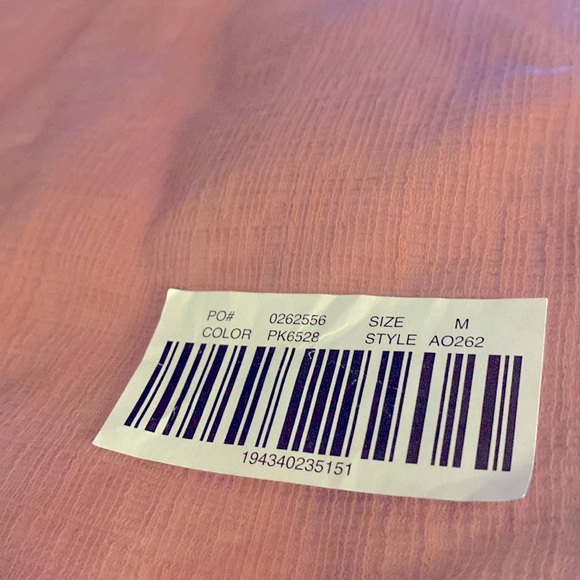 PO# 0262556 SIZE M
COLOR PK6528 STYLE AO262
194340235151